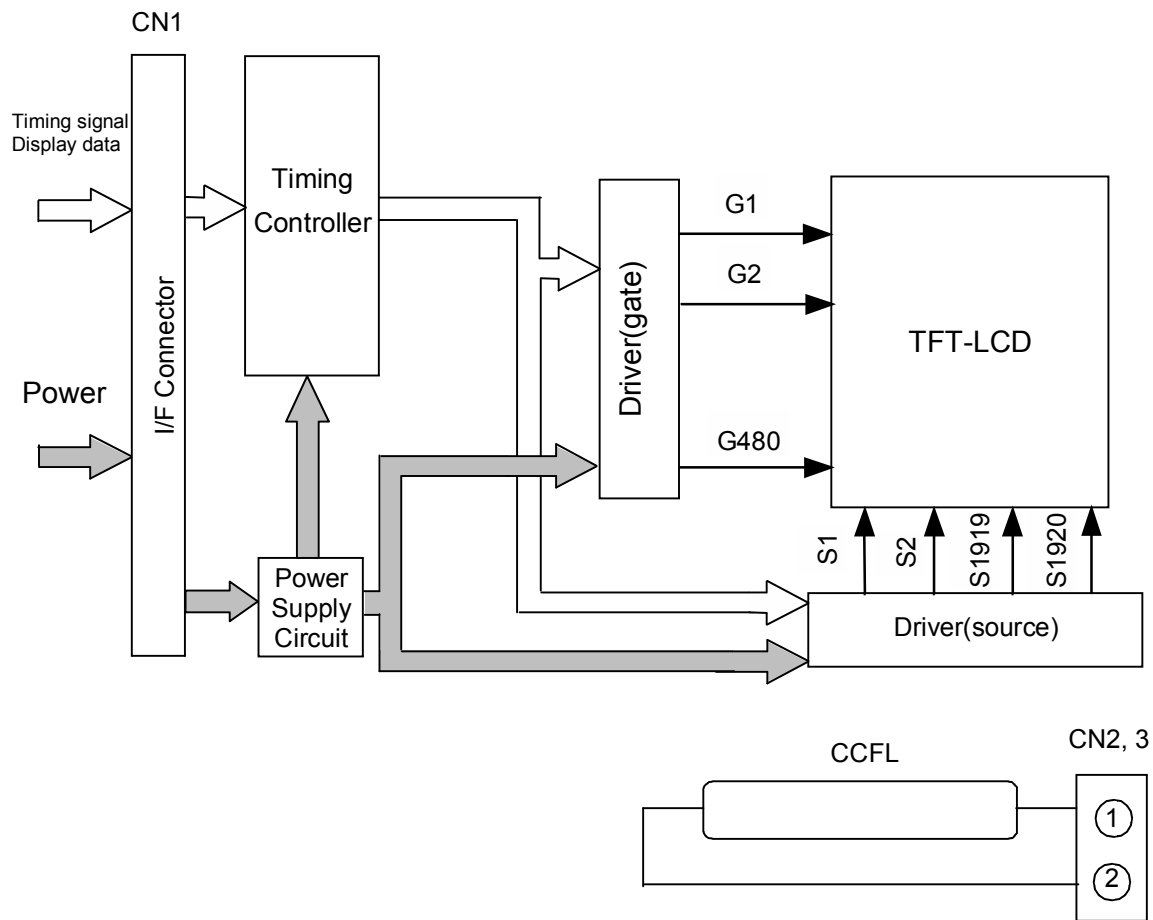 CN1
Timing signal
Display data
Power
I/F Connector
Timing
Controller
Power
Supply
Circuit
Driver(gate)
G1
G2
G480
TFT-LCD
S1
S2
S1919
S1920
Driver(source)
CCFL
CN2, 3
1
2